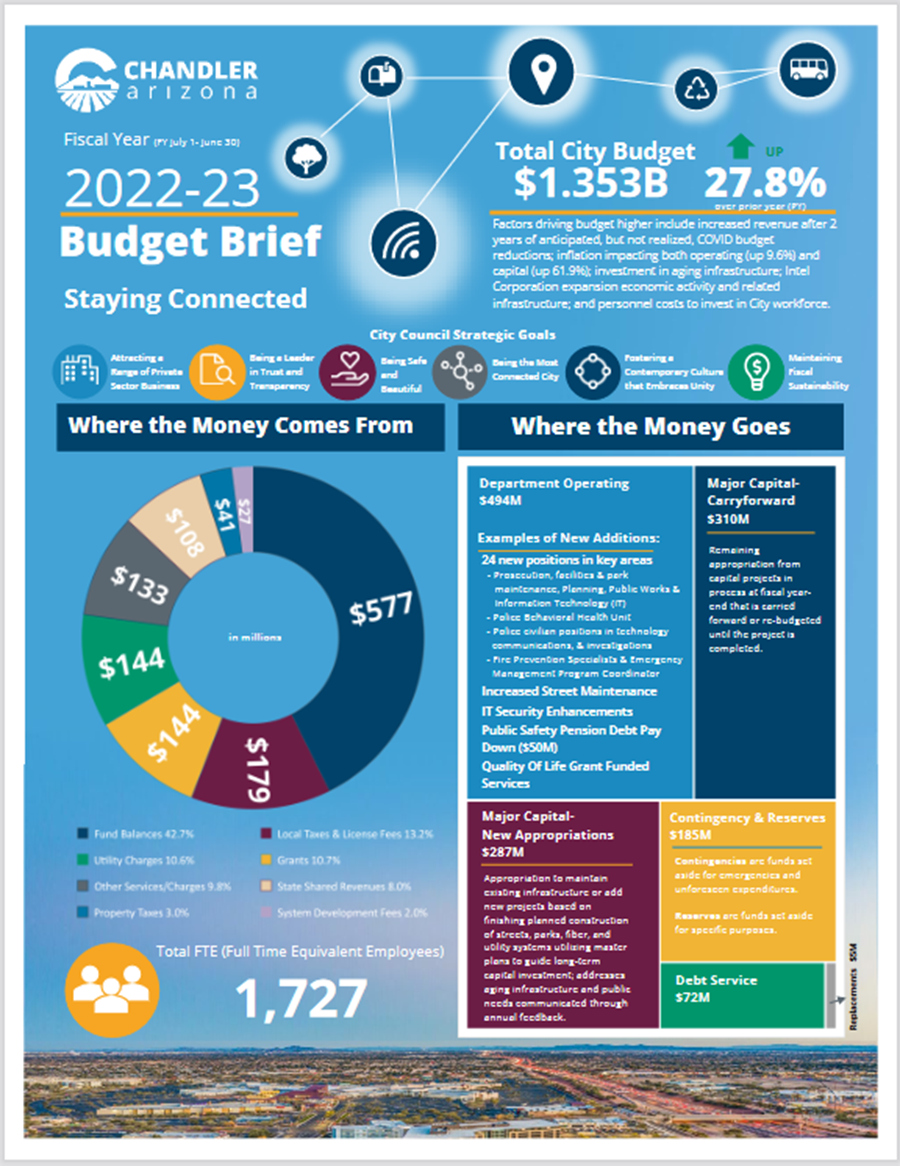 CHANDLER
arizona
Fiscal Year (FY July 1- June 30)
2022-23
Budget Brief
Staying Connected
Total City Budget
$1.353B
UP
27.8%
over prior year (PY)
Factors driving budget higher include increased revenue after 2
years of anticipated, but not realized, COVID budget
reductions; inflation impacting both operating (up 9.6%) and
capital (up 61.9%); investment in aging infrastructure; Intel
Corporation expansion economic activity and related
infrastructure; and personnel costs to invest in City workforce.
City Council Strategic Goals
Attracting a
Range of Private
Sector Business
Being a Leader
in Trust and
Transparency
Being Safe
and
Beautiful
Being the Most
Connected City
Fostering a
Contemporary Culture
that Embraces Unity
Maintaining
Fiscal
Sustainability
Where the Money Comes From
$577
$179
$144
$144
$133
$108
$41
$27
in millions
Fund Balances 42.7%
Local Taxes & License Fees 13.2%
Utility Charges 10.6%
Grants 10.7%
Other Services/Charges 9.8%
State Shared Revenues 8.0%
Property Taxes 3.0%
System Development Fees 2.0%
Total FTE (Full Time Equivalent Employees)
1,727
Where the Money Goes
Department Operating
$494M
Examples of New Additions:
24 new positions in key areas
- Prosecution, facilities & park
maintenance, Planning, Public Works &
Information Technology (IT)
- Police Behavioral Health Unit
- Police civilian positions in technology
communications, & investigations
- Fire Prevention Specialists & Emergency
Management Program Coordinator
Increased Street Maintenance
IT Security Enhancements
Public Safety Pension Debt Pay
Down ($50M)
Quality Of Life Grant Funded
Services
Major Capital-
Carryforward
$310M
Remaining
appropriation from
capital projects in
process at fiscal year-
end that is carried
forward or re-budgeted
until the project is
completed.
Major Capital-
New Appropriations
$287M
Appropriation to maintain
existing infrastructure or add
new projects based on
finishing planned construction
of streets, parks, fiber, and
utility systems utilizing master
plans to guide long-term
capital investment; addresses
aging infrastructure and public
needs communicated through
annual feedback.
Contingency & Reserves
$185M
Contingencies are funds set
aside for emergencies and
unforeseen expenditures.
Reserves are funds set aside
for specific purposes.
Debt Service
$72M
Replacements $5M